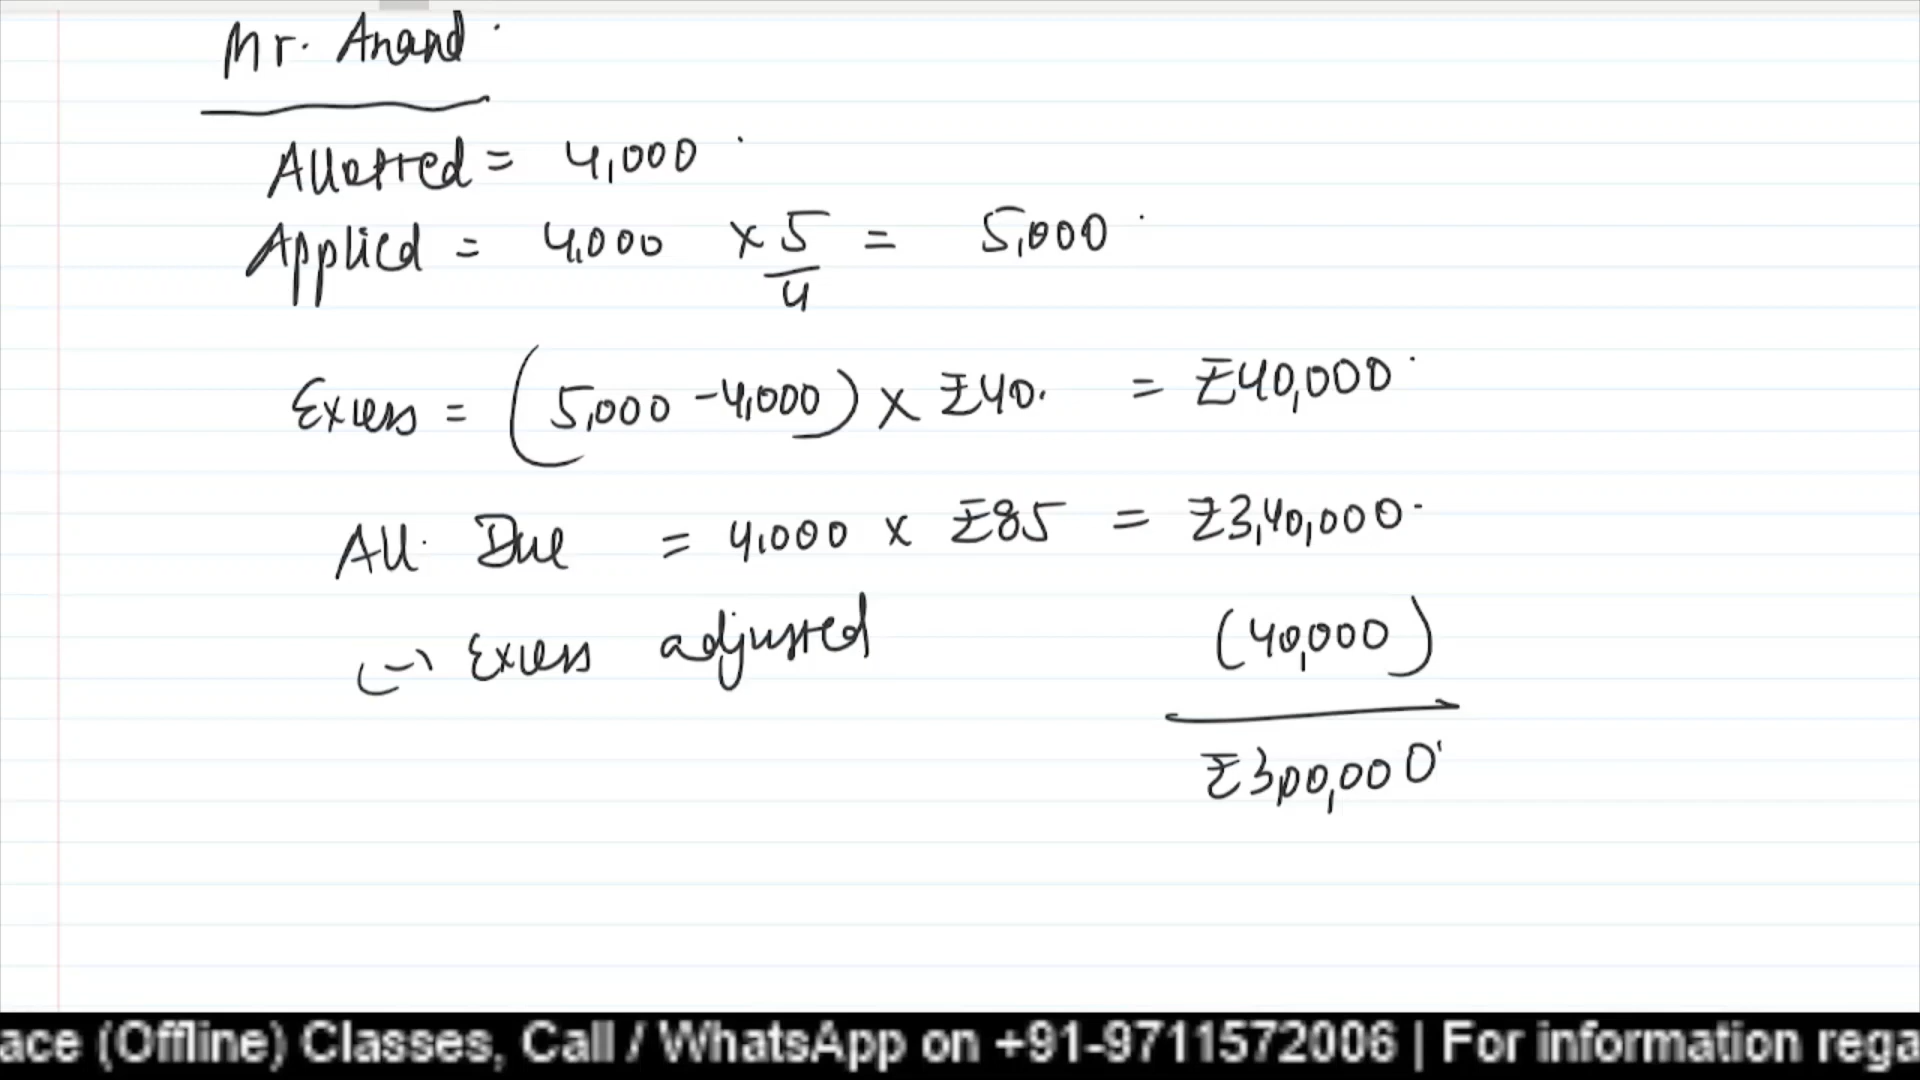 Mr. Anand
Allotted = 4,000
Applied = 4,000 × 5/4 = 5,000
Excess = (5,000 - 4,000) × ₹40. = ₹40,000
All. Due = 4,000 × ₹85 = ₹3,40,000
(-) Excess adjusted (40,000)
₹3,00,000
ace (Offline) Classes, Call / WhatsApp on +91-9711572006 | For information rega